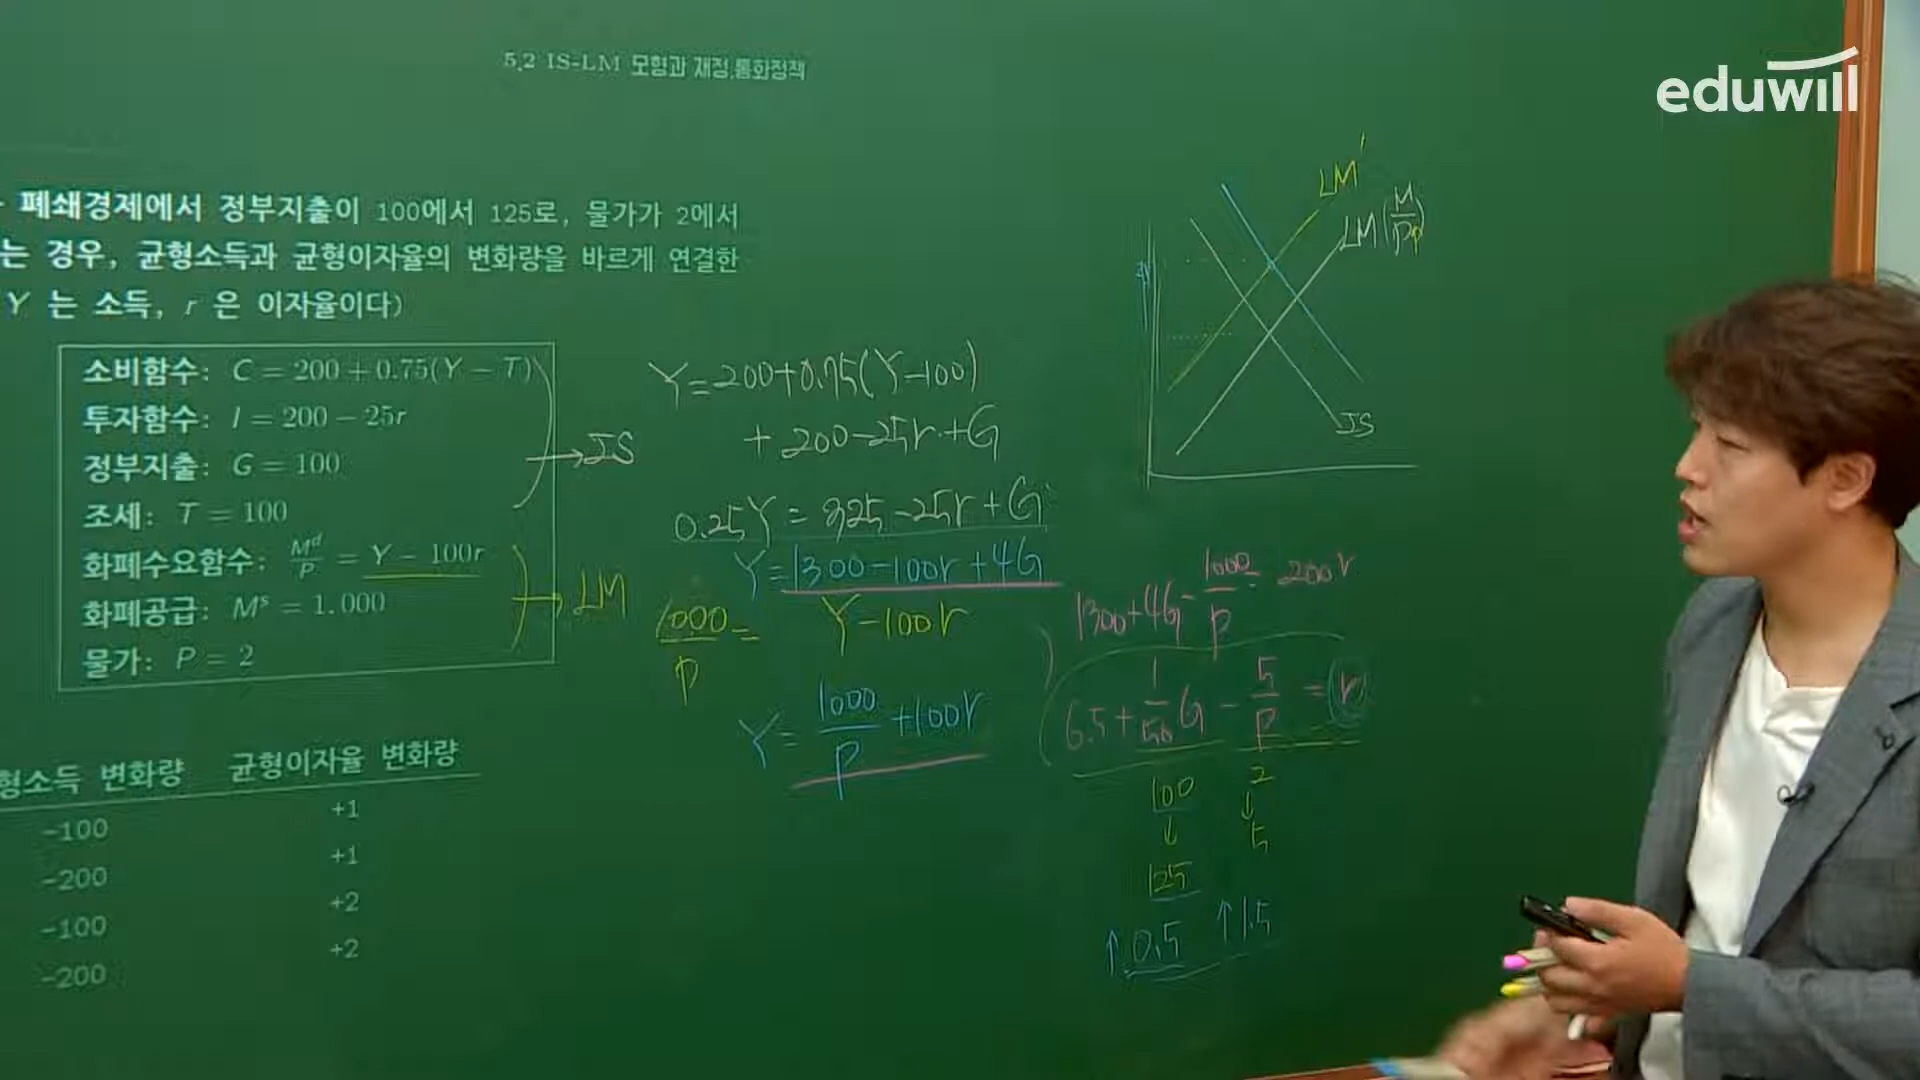 5.2 IS-LM 모형과 재정,통화정책
eduwill
폐쇄경제에서 정부지출이 100에서 125로, 물가가 2에서
는 경우, 균형소득과 균형이자율의 변화량을 바르게 연결한
Y 는 소득, r 은 이자율이다)
소비함수: C = 200 + 0.75(Y − T)
투자함수: I = 200 − 25r
정부지출: G = 100
조세: T = 100
화폐수요함수: M^d/P = Y − 100r
화폐공급: M^s = 1,000
물가: P = 2
→IS
→LM
형소득 변화량 균형이자율 변화량
-100 +1
-200 +1
-100 +2
-200 +2
Y=200+0.75(Y-100)
+200-25r+G
0.25Y = 325-25r+G
Y=1300-100r+4G
1000/P = Y-100r
Y= 1000/P +100r
1300+4G- 1000/P = 200r
6.5+ 1/50 G - 5/P = r
100 2
↓ ↓
125 5
↑0.5 ↑1.5
LM'
LM(M/P)
IS